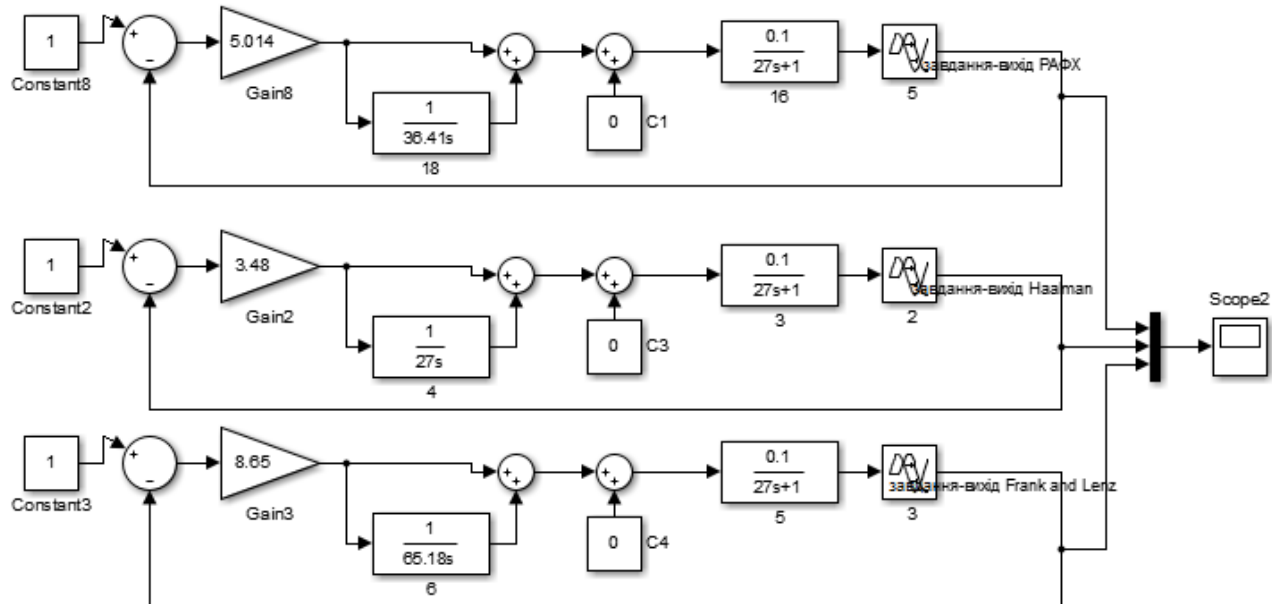 1
Constant8
+
-
5.014
Gain8
1
36.41s
18
+
+
+
+
0
C1
0.1
27s+1
16
завдання-вихід РАФХ
5
1
Constant2
+
-
3.48
Gain2
1
27s
4
+
+
+
+
0
C3
0.1
27s+1
3
завдання-вихід Haalman
2
Scope2
1
Constant3
+
-
8.65
Gain3
1
65.18s
6
+
+
+
+
0
C4
0.1
27s+1
5
завдання-вихід Frank and Lenz
3